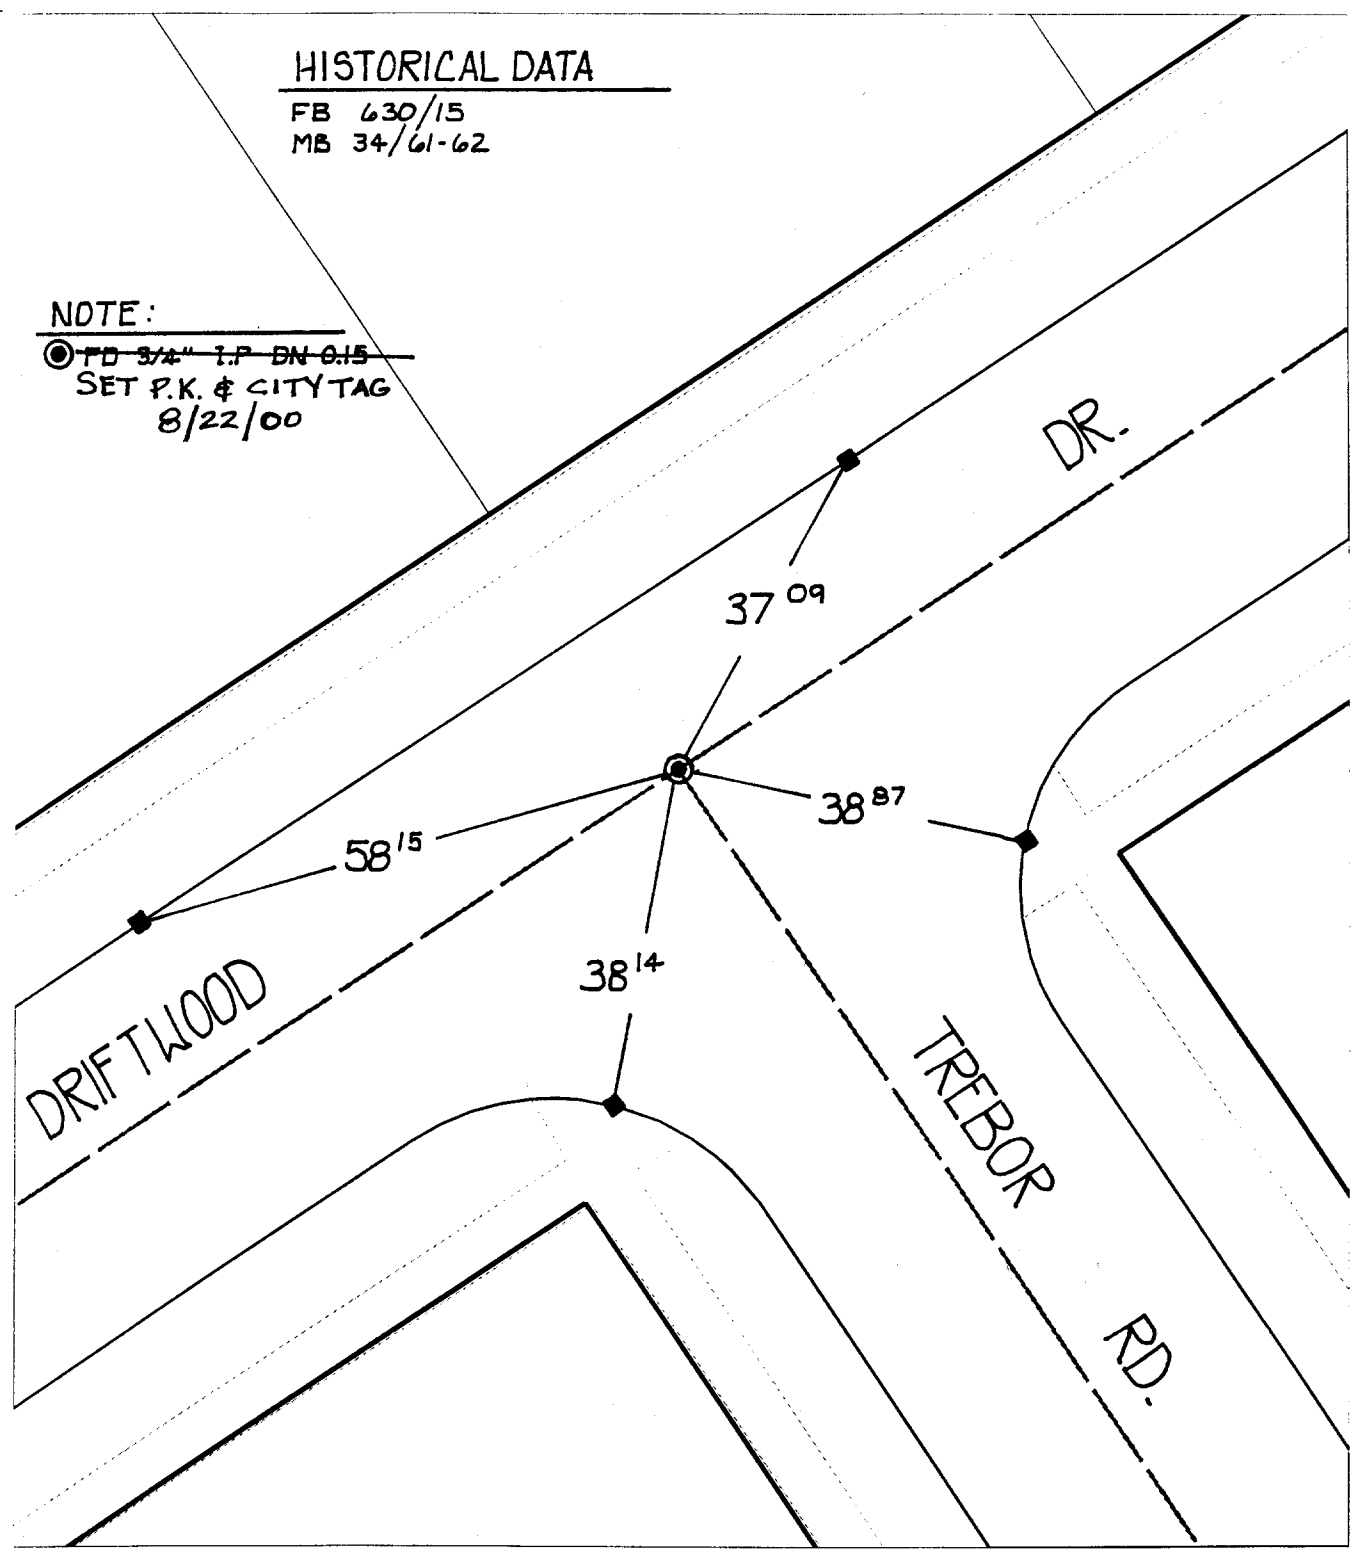 HISTORICAL DATA
FB 630/15
MB 34/61-62
NOTE:
FD 3/4" I.P DN 0.15
SET P.K. & CITY TAG
8/22/00
DR.
37 09
38 87
58 15
38 14
DRIFTWOOD
TREBOR
RD.